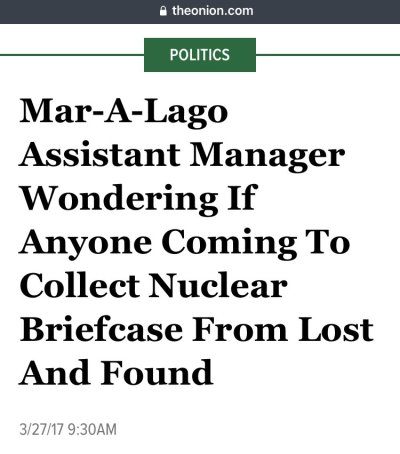 theonion.com
POLITICS
Mar-A-Lago
Assistant Manager
Wondering If
Anyone Coming To
Collect Nuclear
Briefcase From Lost
And Found
3/27/17 9:30AM